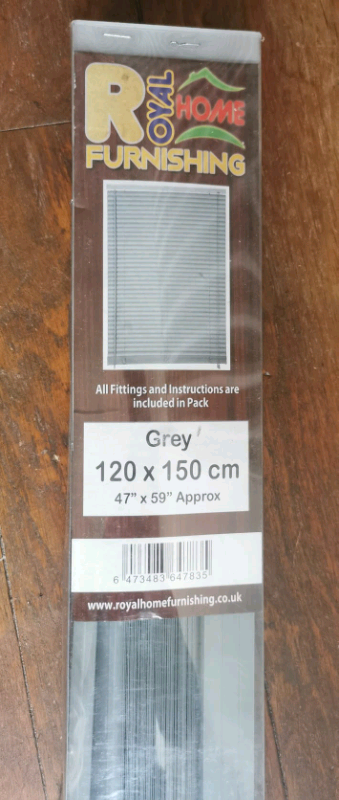 ROYAL HOME
FURNISHING
All Fittings and Instructions are
included in Pack
Grey
120 x 150 cm
47" x 59" Approx
6 473483 647835
www.royalhomefurnishing.co.uk